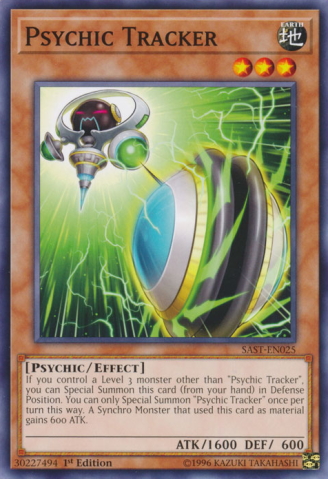 PSYCHIC TRACKER
EARTH
地
SAST-EN025
[PSYCHIC/EFFECT]
If you control a Level 3 monster other than "Psychic Tracker",
you can Special Summon this card (from your hand) in Defense
Position. You can only Special Summon "Psychic Tracker" once per
turn this way. A Synchro Monster that used this card as material
gains 600 ATK.
ATK/1600 DEF/ 600
30227494 1st Edition ©1996 KAZUKI TAKAHASHI